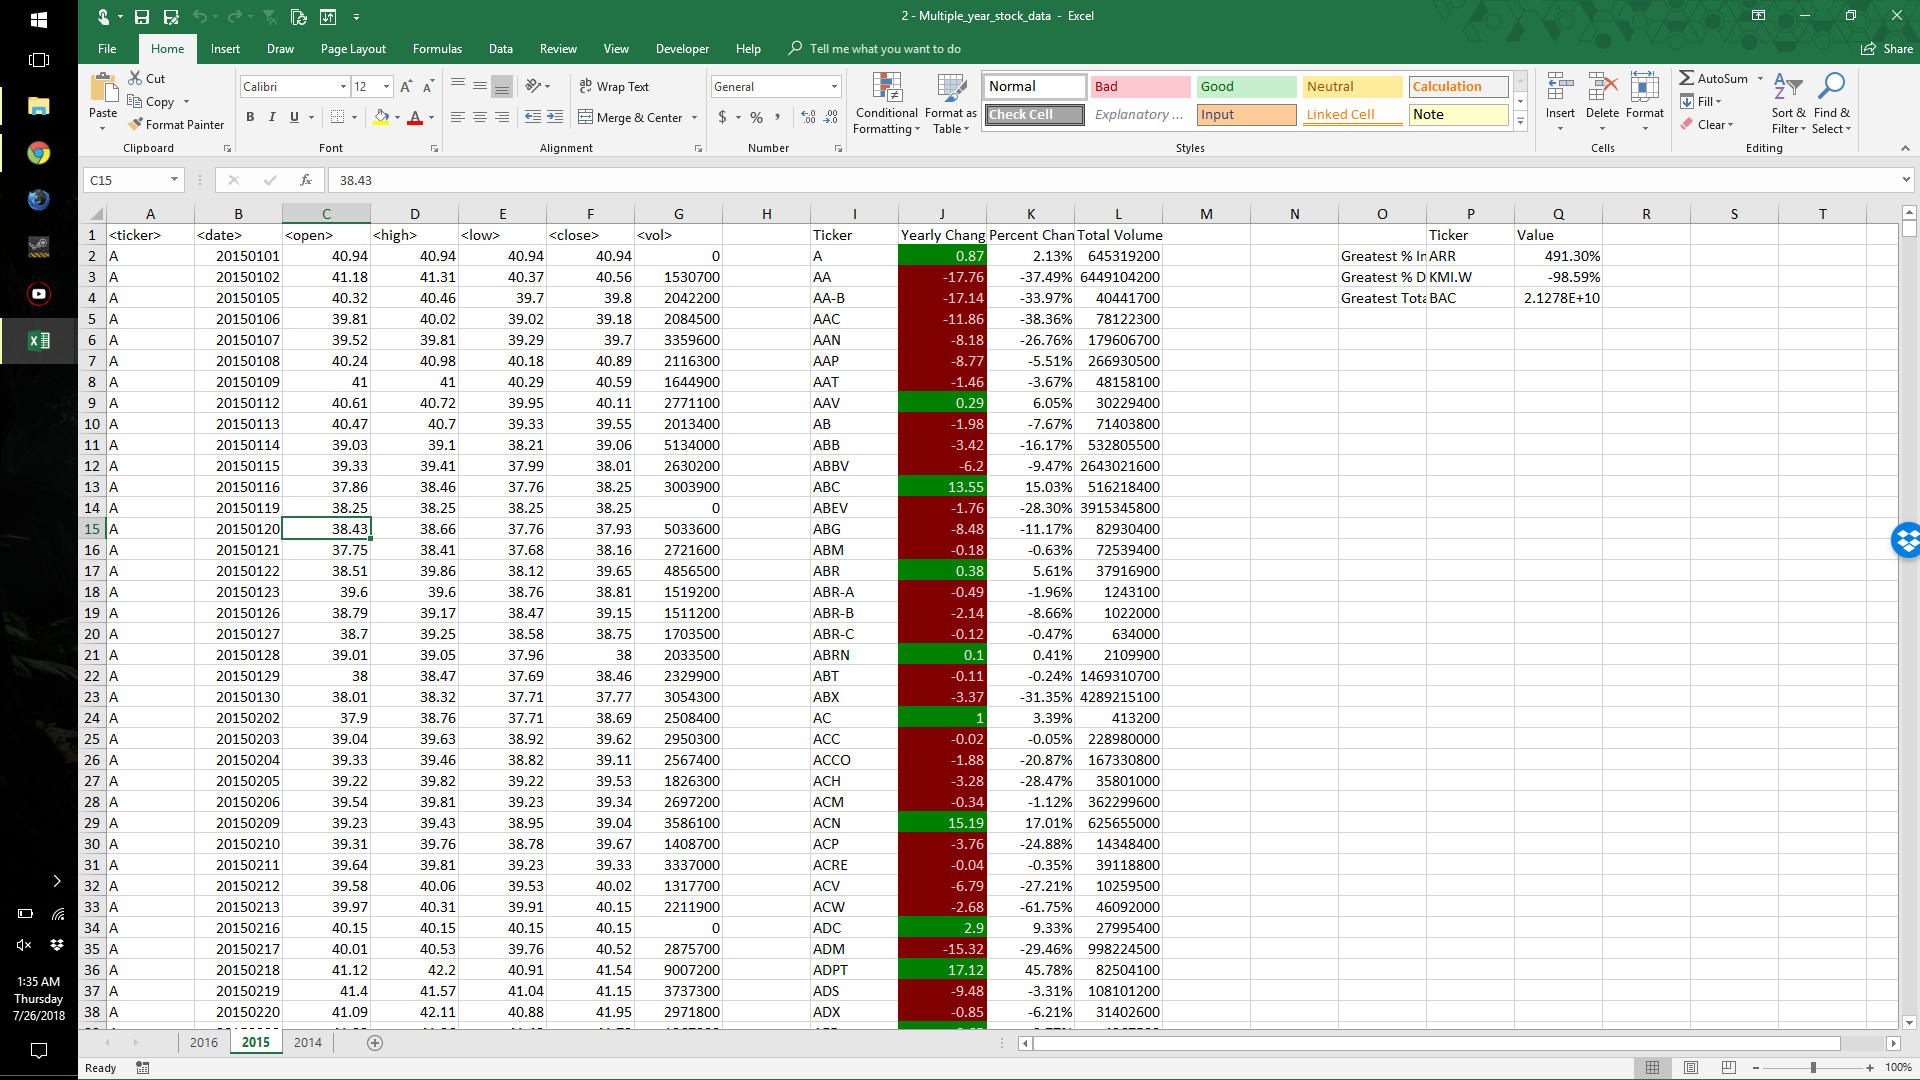 2 - Multiple_year_stock_data - Excel
File Home Insert Draw Page Layout Formulas Data Review View Developer Help Tell me what you want to do Share
Paste Cut Copy Format Painter Clipboard
Calibri 12 B I U Font
Wrap Text Merge & Center Alignment
General $ % Number
Conditional Formatting Format as Table
Normal Bad Good Neutral Calculation
Check Cell Explanatory ... Input Linked Cell Note
Styles
Insert Delete Format Cells
AutoSum Fill Clear Sort & Filter Find & Select Editing
C15 fx 38.43
A B C D E F G H I J K L M N O P Q R S T
1 <ticker> <date> <open> <high> <low> <close> <vol> Ticker Yearly Chang Percent Chan Total Volume Ticker Value
2 A 20150101 40.94 40.94 40.94 40.94 0 A 0.87 2.13% 645319200 Greatest % In ARR 491.30%
3 A 20150102 41.18 41.31 40.37 40.56 1530700 AA -17.76 -37.49% 6449104200 Greatest % D KMI.W -98.59%
4 A 20150105 40.32 40.46 39.7 39.8 2042200 AA-B -17.14 -33.97% 40441700 Greatest Tota BAC 2.1278E+10
5 A 20150106 39.81 40.02 39.02 39.18 2084500 AAC -11.86 -38.36% 78122300
6 A 20150107 39.52 39.81 39.29 39.7 3359600 AAN -8.18 -26.76% 179606700
7 A 20150108 40.24 40.98 40.18 40.89 2116300 AAP -8.77 -5.51% 266930500
8 A 20150109 41 41 40.29 40.59 1644900 AAT -1.46 -3.67% 48158100
9 A 20150112 40.61 40.72 39.95 40.11 2771100 AAV 0.29 6.05% 30229400
10 A 20150113 40.47 40.7 39.33 39.55 2013400 AB -1.98 -7.67% 71403800
11 A 20150114 39.03 39.1 38.21 39.06 5134000 ABB -3.42 -16.17% 532805500
12 A 20150115 39.33 39.41 37.99 38.01 2630200 ABBV -6.2 -9.47% 2643021600
13 A 20150116 37.86 38.46 37.76 38.25 3003900 ABC 13.55 15.03% 516218400
14 A 20150119 38.25 38.25 38.25 38.25 0 ABEV -1.76 -28.30% 3915345800
15 A 20150120 38.43 38.66 37.76 37.93 5033600 ABG -8.48 -11.17% 82930400
16 A 20150121 37.75 38.41 37.68 38.16 2721600 ABM -0.18 -0.63% 72539400
17 A 20150122 38.51 39.86 38.12 39.65 4856500 ABR 0.38 5.61% 37916900
18 A 20150123 39.6 39.6 38.76 38.81 1519200 ABR-A -0.49 -1.96% 1243100
19 A 20150126 38.79 39.17 38.47 39.15 1511200 ABR-B -2.14 -8.66% 1022000
20 A 20150127 38.7 39.25 38.58 38.75 1703500 ABR-C -0.12 -0.47% 634000
21 A 20150128 39.01 39.05 37.96 38 2033500 ABRN 0.1 0.41% 2109900
22 A 20150129 38 38.47 37.69 38.46 2329900 ABT -0.11 -0.24% 1469310700
23 A 20150130 38.01 38.32 37.71 37.77 3054300 ABX -3.37 -31.35% 4289215100
24 A 20150202 37.9 38.76 37.71 38.69 2508400 AC 1 3.39% 413200
25 A 20150203 39.04 39.63 38.92 39.62 2950300 ACC -0.02 -0.05% 228980000
26 A 20150204 39.33 39.46 38.82 39.11 2567400 ACCO -1.88 -20.87% 167330800
27 A 20150205 39.22 39.82 39.22 39.53 1826300 ACH -3.28 -28.47% 35801000
28 A 20150206 39.54 39.81 39.23 39.34 2697200 ACM -0.34 -1.12% 362299600
29 A 20150209 39.23 39.43 38.95 39.04 3586100 ACN 15.19 17.01% 625655000
30 A 20150210 39.31 39.76 38.78 39.67 1408700 ACP -3.76 -24.88% 14348400
31 A 20150211 39.64 39.81 39.23 39.33 3337000 ACRE -0.04 -0.35% 39118800
32 A 20150212 39.58 40.06 39.53 40.02 1317700 ACV -6.79 -27.21% 10259500
33 A 20150213 39.97 40.31 39.91 40.15 2211900 ACW -2.68 -61.75% 46092000
34 A 20150216 40.15 40.15 40.15 40.15 0 ADC 2.9 9.33% 27995400
35 A 20150217 40.01 40.53 39.76 40.52 2875700 ADM -15.32 -29.46% 998224500
36 A 20150218 41.12 42.2 40.91 41.54 9007200 ADPT 17.12 45.78% 82504100
37 A 20150219 41.4 41.57 41.04 41.15 3737300 ADS -9.48 -3.31% 108101200
38 A 20150220 41.09 42.11 40.88 41.95 2971800 ADX -0.85 -6.21% 31402600
2016 2015 2014
Ready 100%
1:35 AM
Thursday
7/26/2018